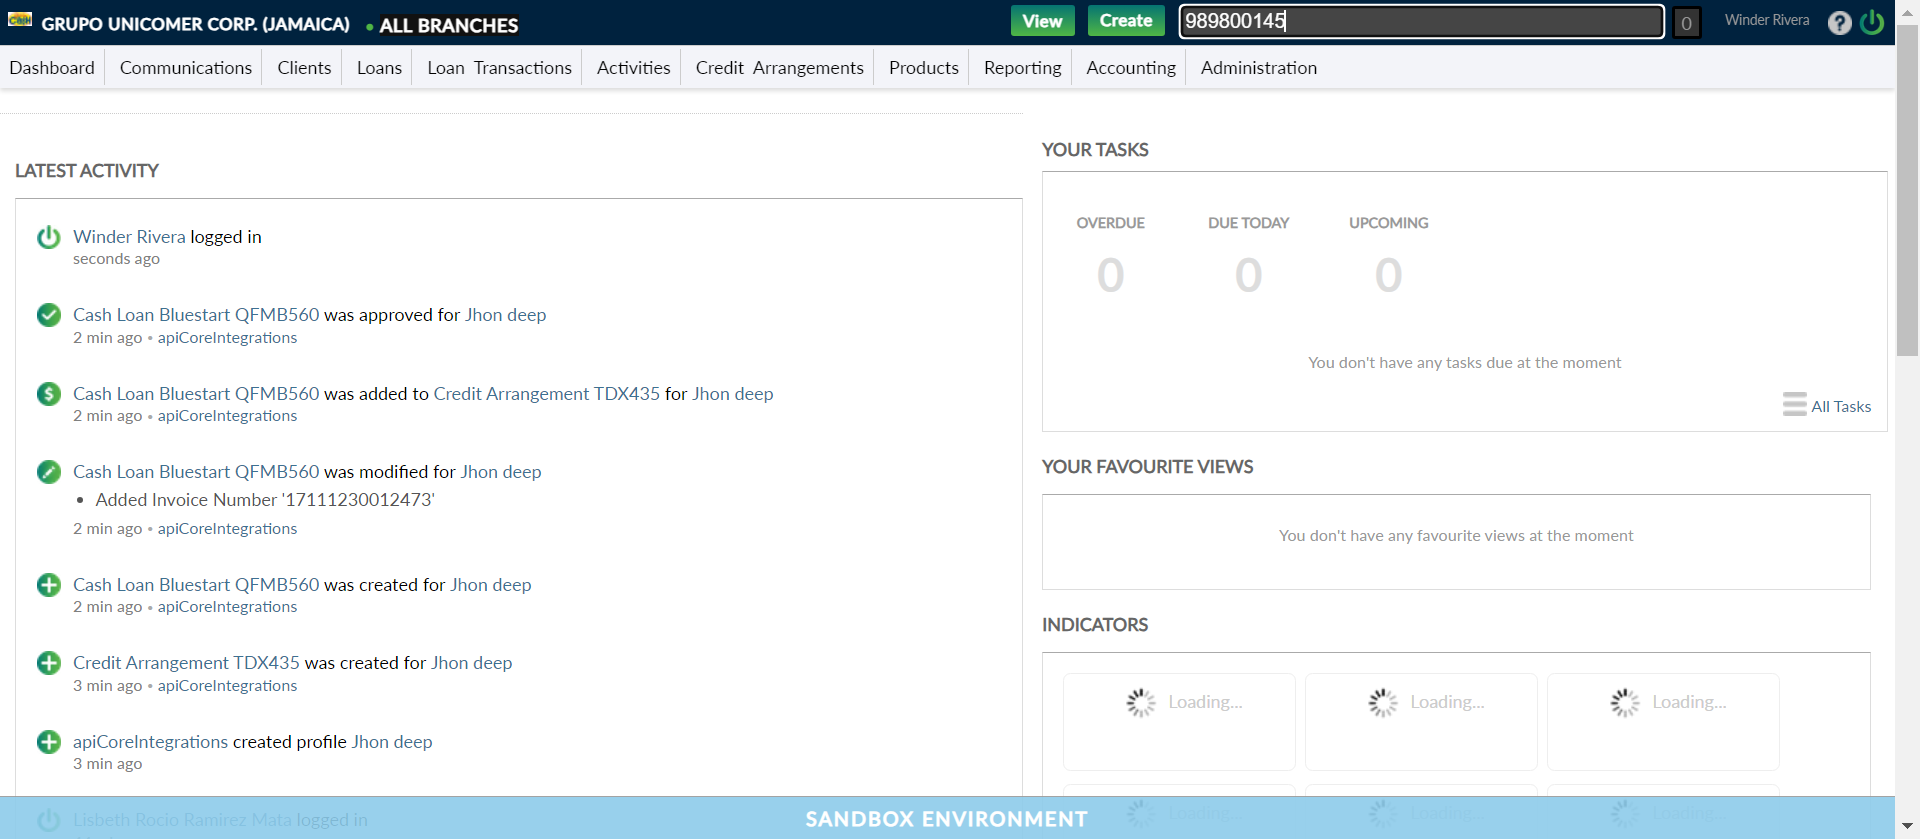 CASH
GRUPO UNICOMER CORP. (JAMAICA) • ALL BRANCHES
View
Create
989800145
0
Winder Rivera
?
Dashboard
Communications
Clients
Loans
Loan Transactions
Activities
Credit Arrangements
Products
Reporting
Accounting
Administration
LATEST ACTIVITY
Winder Rivera logged in
seconds ago
Cash Loan Bluestart QFMB560 was approved for Jhon deep
2 min ago • apiCoreIntegrations
Cash Loan Bluestart QFMB560 was added to Credit Arrangement TDX435 for Jhon deep
2 min ago • apiCoreIntegrations
Cash Loan Bluestart QFMB560 was modified for Jhon deep
• Added Invoice Number '17111230012473'
2 min ago • apiCoreIntegrations
Cash Loan Bluestart QFMB560 was created for Jhon deep
2 min ago • apiCoreIntegrations
Credit Arrangement TDX435 was created for Jhon deep
3 min ago • apiCoreIntegrations
apiCoreIntegrations created profile Jhon deep
3 min ago
Lisbeth Rocio Ramirez Mata logged in
YOUR TASKS
OVERDUE
DUE TODAY
UPCOMING
0
0
0
You don't have any tasks due at the moment
All Tasks
YOUR FAVOURITE VIEWS
You don't have any favourite views at the moment
INDICATORS
Loading...
Loading...
Loading...
Loading...
Loading...
Loading...
SANDBOX ENVIRONMENT